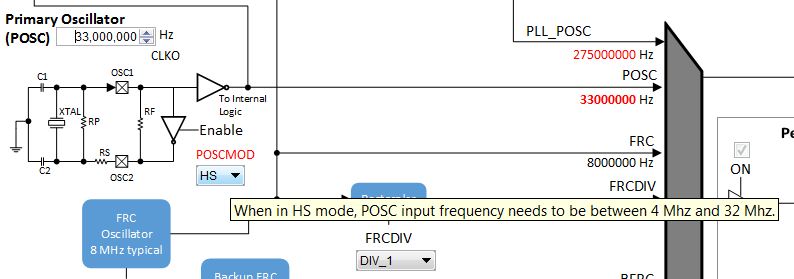 Primary Oscillator
(POSC) 33,000,000 Hz
CLKO
PLL_POSC
275000000 Hz
C1
OSC1
XTAL
RP
RF
To Internal
Logic
POSC
33000000 Hz
Enable
RS
C2
OSC2
POSCMOD
HS
FRC
8000000 Hz
Pe
ON
FRCDIV
When in HS mode, POSC input frequency needs to be between 4 Mhz and 32 Mhz.
FRC
Oscillator
8 MHz typical
FRCDIV
DIV_1
Backup FRC